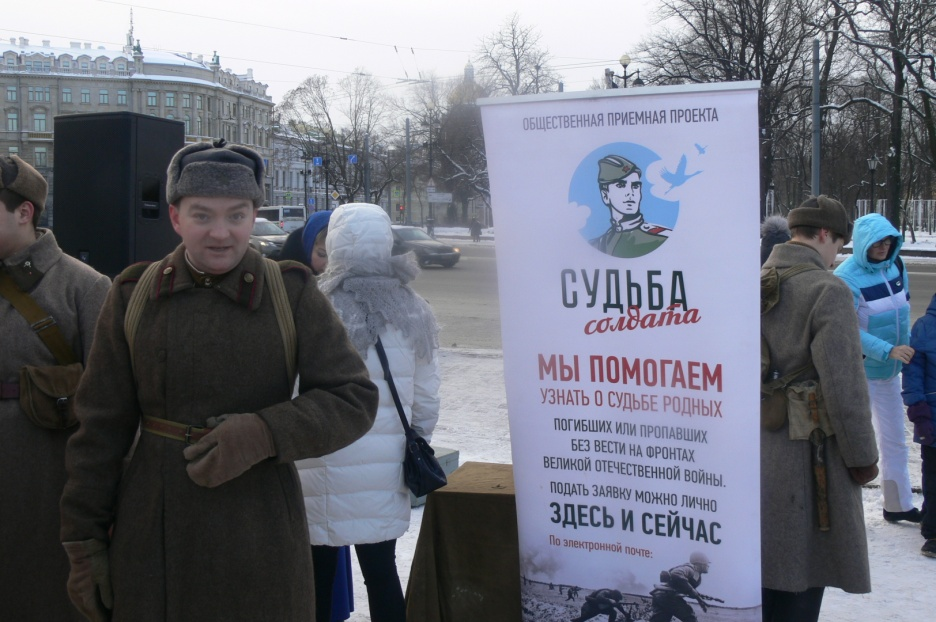 ОБЩЕСТВЕННАЯ ПРИЕМНАЯ ПРОЕКТА
СУДЬБА
солдата
МЫ ПОМОГАЕМ
УЗНАТЬ О СУДЬБЕ РОДНЫХ
ПОГИБШИХ ИЛИ ПРОПАВШИХ
БЕЗ ВЕСТИ НА ФРОНТАХ
ВЕЛИКОЙ ОТЕЧЕСТВЕННОЙ ВОЙНЫ.
ПОДАТЬ ЗАЯВКУ МОЖНО ЛИЧНО
ЗДЕСЬ И СЕЙЧАС
По электронной почте: